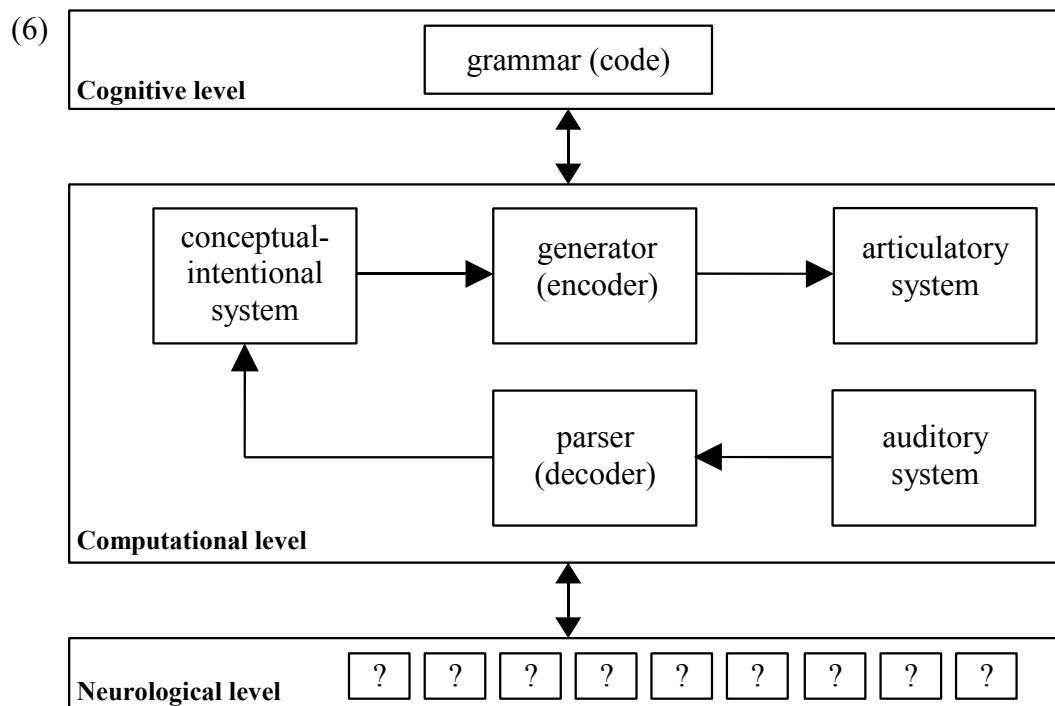 (6)
grammar (code)
Cognitive level
conceptual-
intentional
system
generator
(encoder)
articulatory
system
parser
(decoder)
auditory
system
Computational level
? ? ? ? ? ? ? ? ?
Neurological level